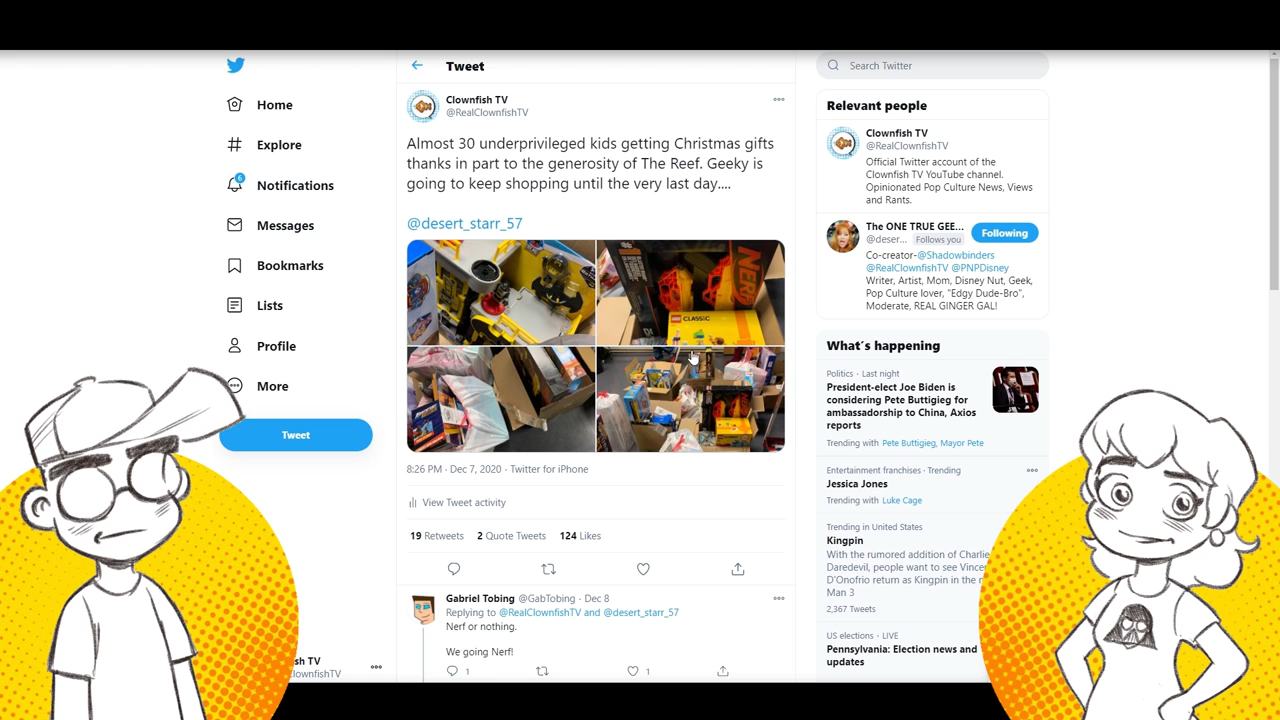 Home
Explore
6
Notifications
Messages
Bookmarks
Lists
Profile
More
Tweet
sh TV
wnfishTV
Tweet
Clownfish TV
@RealClownfishTV
Almost 30 underprivileged kids getting Christmas gifts
thanks in part to the generosity of The Reef. Geeky is
going to keep shopping until the very last day....
@desert_starr_57
NERF
CLASSIC
8:26 PM · Dec 7, 2020 · Twitter for iPhone
View Tweet activity
19 Retweets 2 Quote Tweets 124 Likes
Gabriel Tobing @GabTobing · Dec 8
Replying to @RealClownfishTV and @desert_starr_57
Nerf or nothing.
We going Nerf!
1 1
Search Twitter
Relevant people
Clownfish TV
@RealClownfishTV
Official Twitter account of the
Clownfish TV YouTube channel.
Opinionated Pop Culture News, Views
and Rants.
The ONE TRUE GEE...
@deser... Follows you
Following
Co-creator-@Shadowbinders
@RealClownfishTV @PNPDisney
Writer, Artist, Mom, Disney Nut, Geek,
Pop Culture lover, "Edgy Dude-Bro",
Moderate, REAL GINGER GAL!
What's happening
Politics · Last night
President-elect Joe Biden is
considering Pete Buttigieg for
ambassadorship to China, Axios
reports
Trending with Pete Buttigieg, Mayor Pete
Entertainment franchises · Trending
Jessica Jones
Trending with Luke Cage
Trending in United States
Kingpin
With the rumored addition of Charlie
Daredevil, people want to see Vince
D'Onofrio return as Kingpin in the
Man 3
2,367 Tweets
US elections · LIVE
Pennsylvania: Election news and
updates